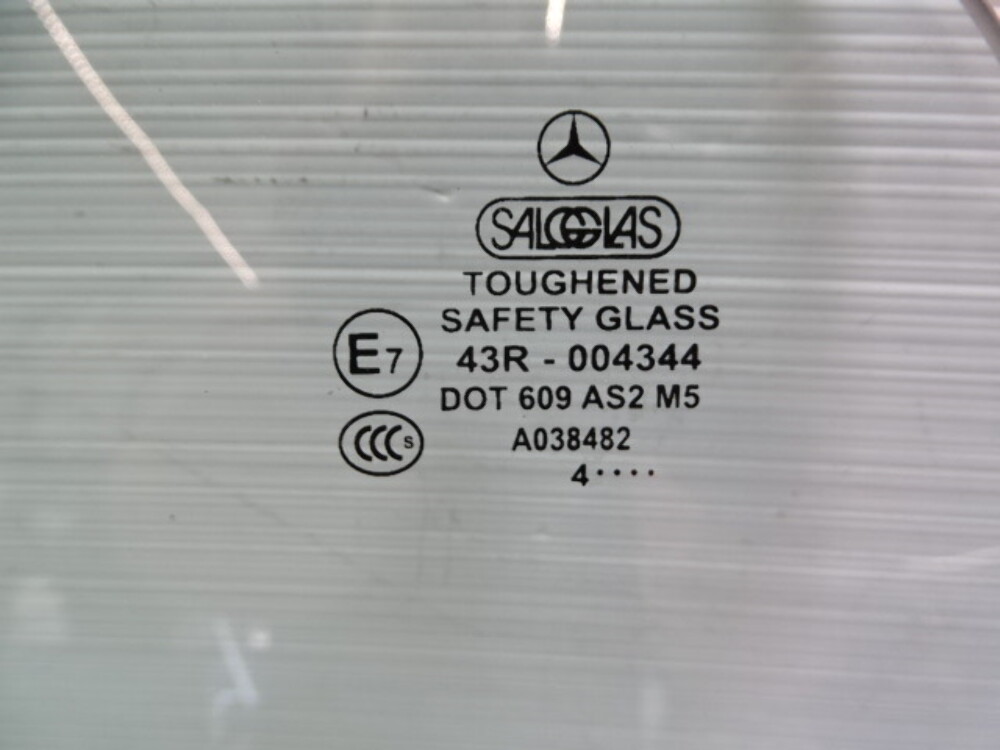 SALGGLAS
TOUGHENED
SAFETY GLASS
E7
43R - 004344
DOT 609 AS2 M5
CCC S
A038482
4····